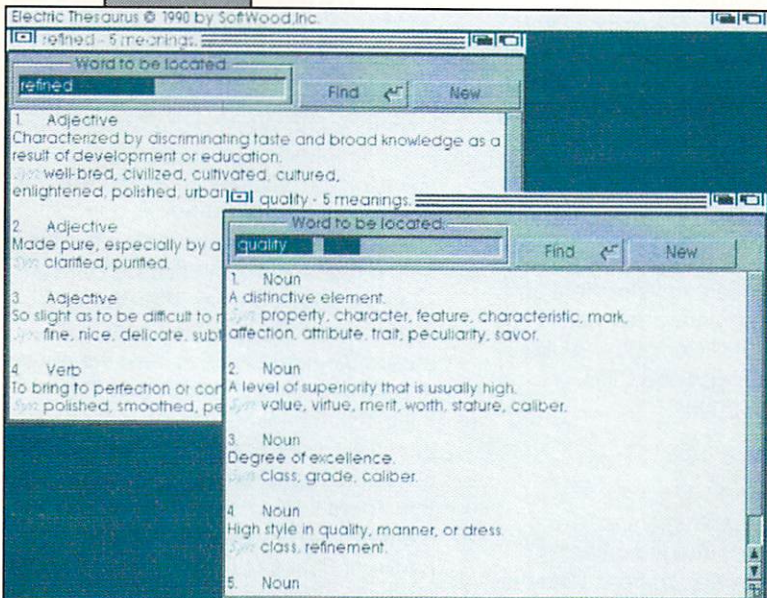 Electric Thesaurus © 1990 by SoftWood, Inc.
refined - 5 meanings.
Word to be located:
refined
Find
New
1. Adjective
Characterized by discriminating taste and broad knowledge as a
result of development or education.
Syn: well-bred, civilized, cultivated, cultured,
enlightened, polished, urban
2. Adjective
Made pure, especially by a
Syn: clarified, purified.
3. Adjective
So slight as to be difficult to
Syn: fine, nice, delicate,
4. Verb
To bring to perfection or
Syn: polished, smoothed,
quality - 5 meanings.
Word to be located:
quality
Find
New
1. Noun
A distinctive element.
Syn: property, character, feature, characteristic, mark,
affection, attribute, trait, peculiarity, savor.
2. Noun
A level of superiority that is usually high.
Syn: value, virtue, merit, worth, stature, caliber.
3. Noun
Degree of excellence.
Syn: class, grade, caliber.
4. Noun
High style in quality, manner, or dress.
Syn: class, refinement.
5. Noun